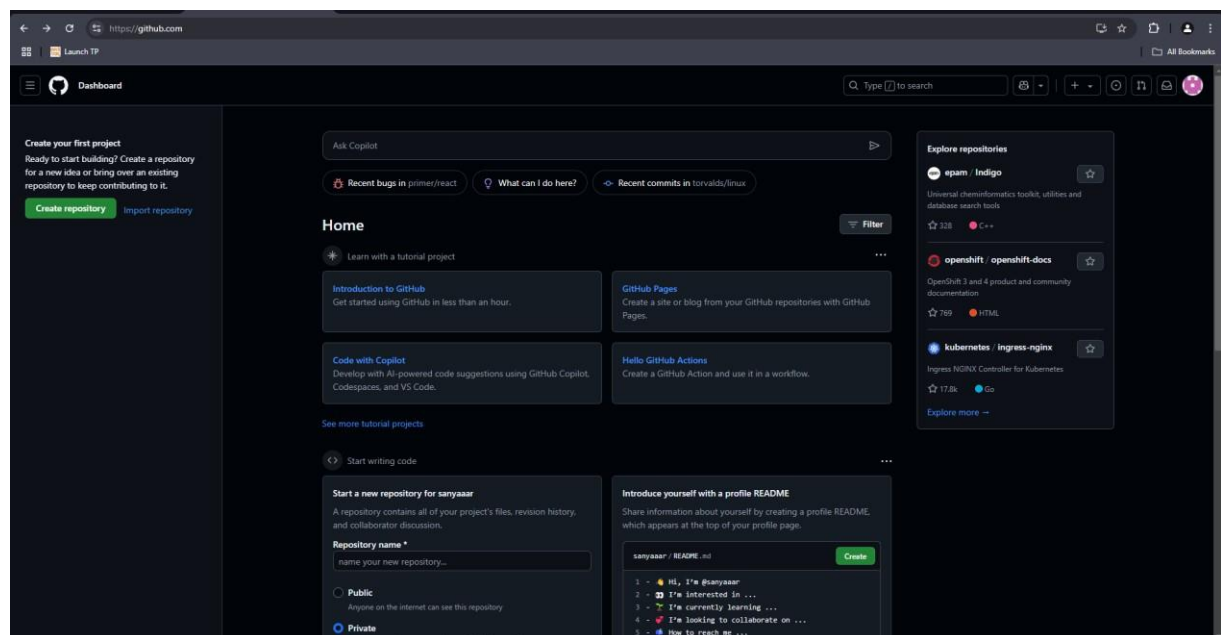 https://github.com
Launch TP
All Bookmarks
Dashboard
Type / to search
Create your first project
Ready to start building? Create a repository
for a new idea or bring over an existing
repository to keep contributing to it.
Create repository
Import repository
Ask Copilot
Recent bugs in primer/react
What can I do here?
Recent commits in torvalds/linux
Home
Filter
Learn with a tutorial project
Introduction to GitHub
Get started using GitHub in less than an hour.
GitHub Pages
Create a site or blog from your GitHub repositories with GitHub
Pages.
Code with Copilot
Develop with AI-powered code suggestions using GitHub Copilot,
Codespaces, and VS Code.
Hello GitHub Actions
Create a GitHub Action and use it in a workflow.
See more tutorial projects
Start writing code
Start a new repository for sanyaaar
A repository contains all of your project's files, revision history,
and collaborator discussion.
Repository name *
name your new repository...
Public
Anyone on the internet can see this repository
Private
Introduce yourself with a profile README
Share information about yourself by creating a profile README,
which appears at the top of your profile page.
sanyaaar / README.md
Create
1 - 👋 Hi, I'm @sanyaaar
2 - 👀 I'm interested in ...
3 - 🌱 I'm currently learning ...
4 - 💞️ I'm looking to collaborate on ...
5 - 📫 How to reach me ...
Explore repositories
epam / Indigo
Universal cheminformatics toolkit, utilities and
database search tools
328 C++
openshift / openshift-docs
OpenShift 3 and 4 product and community
documentation
769 HTML
kubernetes / ingress-nginx
Ingress NGINX Controller for Kubernetes
17.8k Go
Explore more →